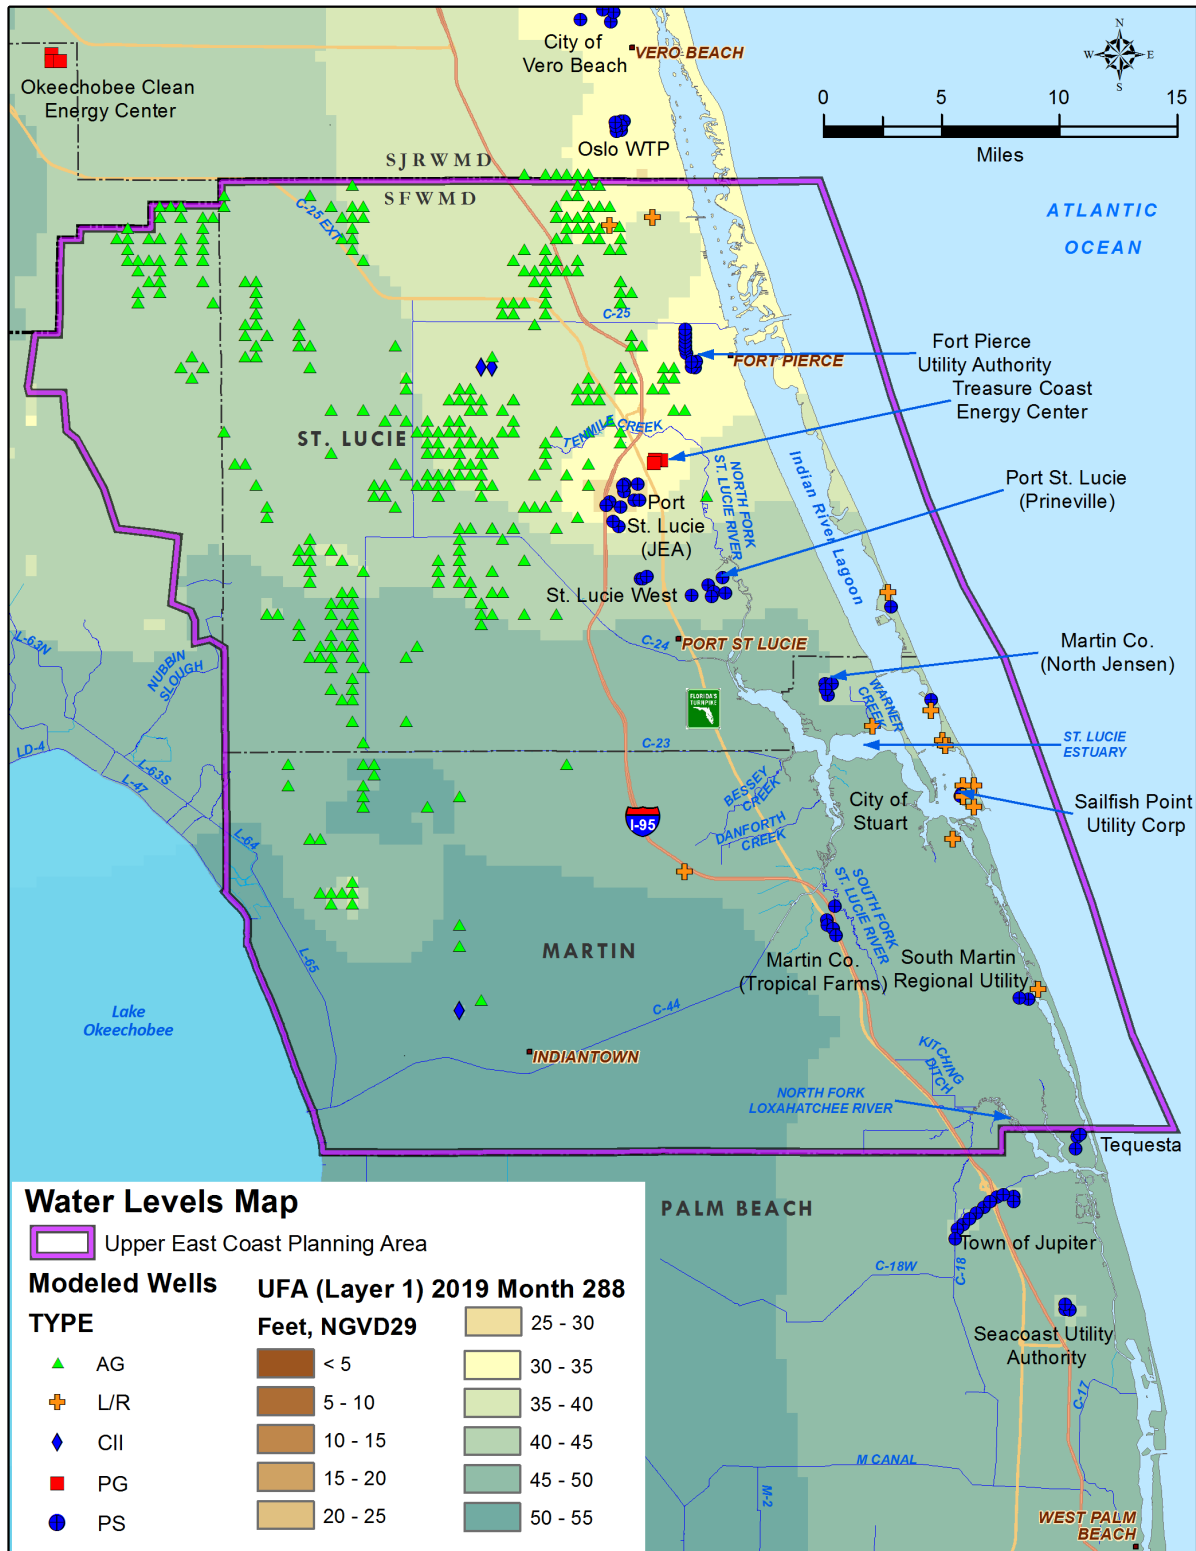 City of
Vero Beach
VERO BEACH
N
W
E
S
Okeechobee Clean
Energy Center
0
5
10
15
Miles
Oslo WTP
SJRWMD
SFWMD
C-25 EXT
ATLANTIC
OCEAN
C-25
Fort Pierce
Utility Authority
FORT PIERCE
Treasure Coast
Energy Center
ST. LUCIE
TENMILE CREEK
NORTH FORK
ST. LUCIE RIVER
Indian River Lagoon
Port St. Lucie
(Prineville)
Port
St. Lucie
(JEA)
St. Lucie West
C-24
PORT ST LUCIE
Martin Co.
(North Jensen)
L-63N
NUBBIN
SLOUGH
FLORIDA'S
TURNPIKE
WARNER
CREEK
LD-4
L-63S
L-47
C-23
ST. LUCIE
ESTUARY
BESSEY
CREEK
DANFORTH
CREEK
City of
Stuart
Sailfish Point
Utility Corp
I-95
L-64
SOUTH FORK
ST. LUCIE RIVER
L-65
MARTIN
Martin Co.
(Tropical Farms)
South Martin
Regional Utility
Lake
Okeechobee
C-44
INDIANTOWN
KITCHING
DITCH
NORTH FORK
LOXAHATCHEE RIVER
Tequesta
PALM BEACH
Town of Jupiter
C-18W
C-18
Seacoast Utility
Authority
C-17
M CANAL
M-2
WEST PALM
BEACH
Water Levels Map
Upper East Coast Planning Area
Modeled Wells
TYPE
AG
L/R
CII
PG
PS
UFA (Layer 1) 2019 Month 288
Feet, NGVD29
< 5
5 - 10
10 - 15
15 - 20
20 - 25
25 - 30
30 - 35
35 - 40
40 - 45
45 - 50
50 - 55